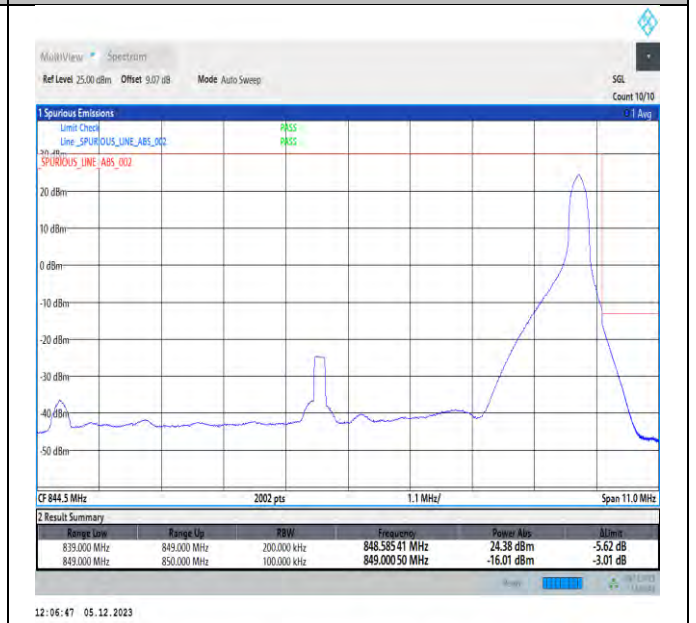 MultiView Spectrum
Ref Level 25.00 dBm Offset 9.07 dB Mode Auto Sweep SGL
Count 10/10
1 Spurious Emissions 1 Avg
Limit Check PASS
Line _SPURIOUS_LINE_ABS_002 PASS
30 dBm
_SPURIOUS_LINE_ABS_002
20 dBm
10 dBm
0 dBm
-10 dBm
-20 dBm
-30 dBm
-40 dBm
-50 dBm
CF 844.5 MHz 2002 pts 1.1 MHz/ Span 11.0 MHz
2 Result Summary
Range Low Range Up RBW Frequency Power Abs ΔLimit
839.000 MHz 849.000 MHz 200.000 kHz 848.58541 MHz 24.38 dBm -5.62 dB
849.000 MHz 850.000 MHz 100.000 kHz 849.00050 MHz -16.01 dBm -3.01 dB
12:06:47 05.12.2023